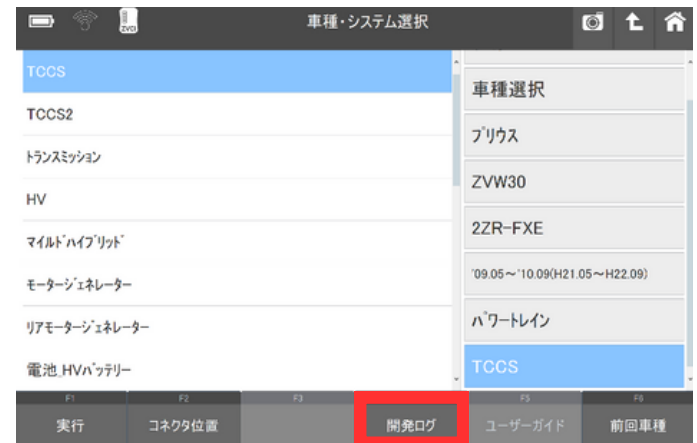 ZVCI
車種・システム選択
TCCS
TCCS2
トランスミッション
HV
マイルドハイブリッド
モータージェネレーター
リアモータージェネレーター
電池_HVバッテリー
車種選択
プリウス
ZVW30
2ZR-FXE
'09.05～'10.09(H21.05～H22.09)
パワートレイン
TCCS
F1
実行
F2
コネクタ位置
F3
開発ログ
F5
ユーザーガイド
F6
前回車種